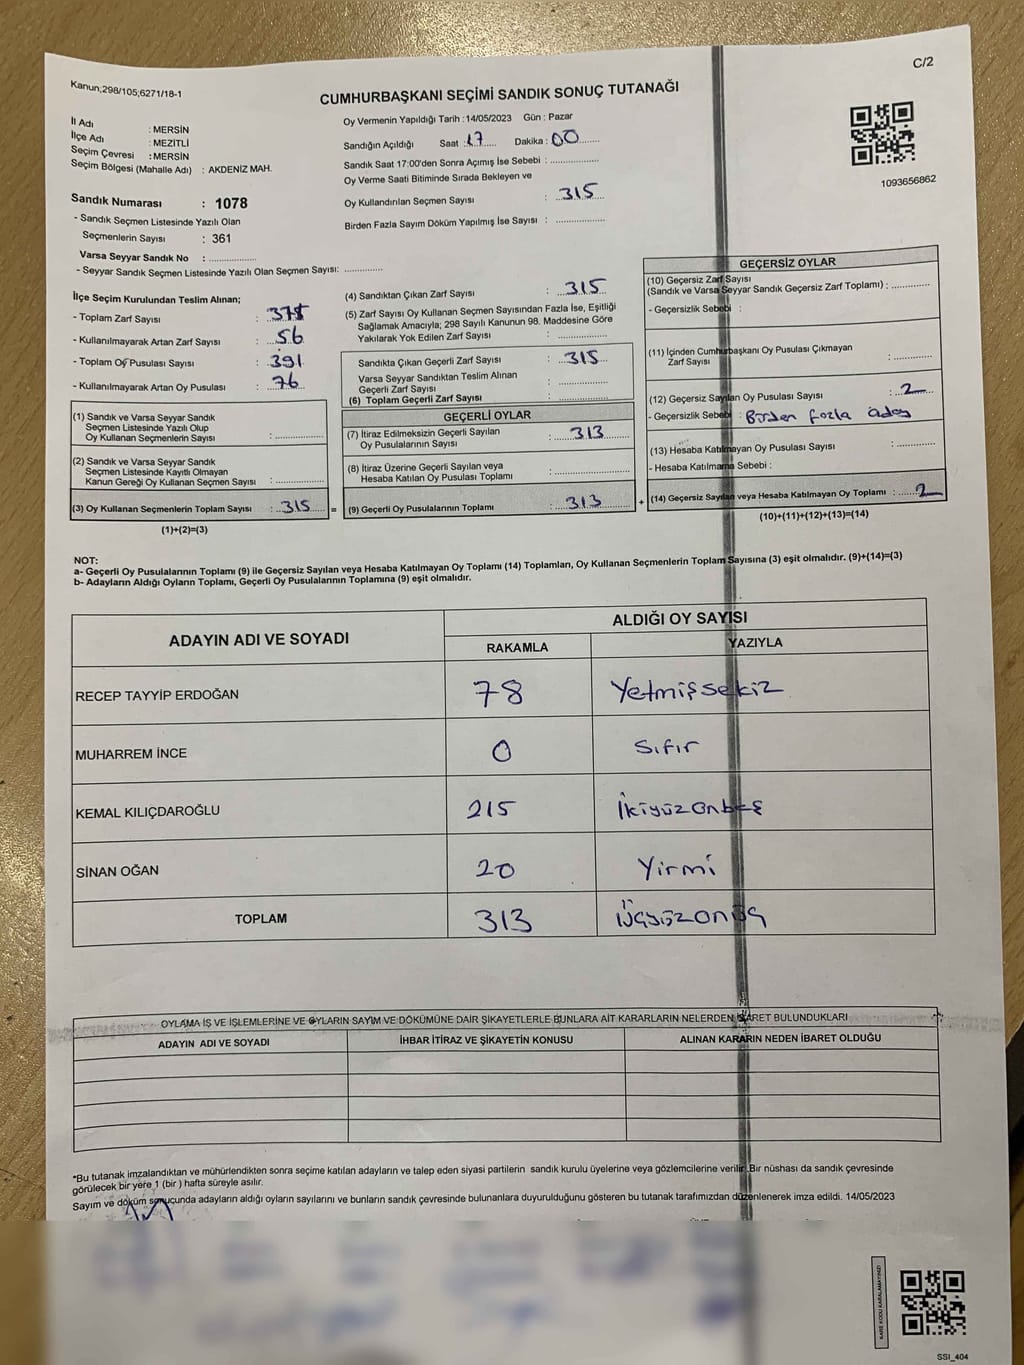 C/2
Kanun;298/105;6271/18-1
CUMHURBAŞKANI SEÇİMİ SANDIK SONUÇ TUTANAĞI
İl Adı : MERSİN
İlçe Adı : MEZİTLİ
Seçim Çevresi : MERSİN
Seçim Bölgesi (Mahalle Adı) : AKDENİZ MAH.
Oy Vermenin Yapıldığı Tarih :14/05/2023 Gün : Pazar
Sandığın Açıldığı Saat :17 Dakika : 00
Sandık Saat 17:00'den Sonra Açımış İse Sebebi :
Oy Verme Saati Bitiminde Sırada Bekleyen ve
Oy Kullandırılan Seçmen Sayısı : 315
Birden Fazla Sayım Döküm Yapılmış İse Sayısı :
1093656862
Sandık Numarası : 1078
- Sandık Seçmen Listesinde Yazılı Olan
Seçmenlerin Sayısı : 361
Varsa Seyyar Sandık No :
- Seyyar Sandık Seçmen Listesinde Yazılı Olan Seçmen Sayısı:
İlçe Seçim Kurulundan Teslim Alınan;
- Toplam Zarf Sayısı :
- Kullanılmayarak Artan Zarf Sayısı : 56
- Toplam Oy Pusulası Sayısı : 391
- Kullanılmayarak Artan Oy Pusulası : 76
(1) Sandık ve Varsa Seyyar Sandık
Seçmen Listesinde Yazılı Olup
Oy Kullanan Seçmenlerin Sayısı :
(2) Sandık ve Varsa Seyyar Sandık
Seçmen Listesinde Kayıtlı Olmayan
Kanun Gereği Oy Kullanan Seçmen Sayısı :
(3) Oy Kullanan Seçmenlerin Toplam Sayısı : 315 =
(1)+(2)=(3)
(4) Sandıktan Çıkan Zarf Sayısı : 315
(5) Zarf Sayısı Oy Kullanan Seçmen Sayısından Fazla İse, Eşitliği
Sağlamak Amacıyla; 298 Sayılı Kanunun 98. Maddesine Göre
Yakılarak Yok Edilen Zarf Sayısı :
Sandıkta Çıkan Geçerli Zarf Sayısı : 315
Varsa Seyyar Sandıktan Teslim Alınan
Geçerli Zarf Sayısı :
(6) Toplam Geçerli Zarf Sayısı :
GEÇERLİ OYLAR
(7) İtiraz Edilmeksizin Geçerli Sayılan
Oy Pusulalarının Sayısı : 313
(8) İtiraz Üzerine Geçerli Sayılan veya
Hesaba Katılan Oy Pusulası Toplamı :
(9) Geçerli Oy Pusulalarının Toplamı : 313 +
GEÇERSİZ OYLAR
(10) Geçersiz Zarf Sayısı
(Sandık ve Varsa Seyyar Sandık Geçersiz Zarf Toplamı) :
- Geçersizlik Sebebi :
(11) İçinden Cumhurbaşkanı Oy Pusulası Çıkmayan
Zarf Sayısı :
(12) Geçersiz Sayılan Oy Pusulası Sayısı : 2
- Geçersizlik Sebebi : Birden fazla aday
(13) Hesaba Katılmayan Oy Pusulası Sayısı :
- Hesaba Katılmama Sebebi :
(14) Geçersiz Sayılan veya Hesaba Katılmayan Oy Toplamı : 2
(10)+(11)+(12)+(13)=(14)
NOT:
a- Geçerli Oy Pusulalarının Toplamı (9) ile Geçersiz Sayılan veya Hesaba Katılmayan Oy Toplamı (14) Toplamları, Oy Kullanan Seçmenlerin Toplam Sayısına (3) eşit olmalıdır. (9)+(14)=(3)
b- Adayların Aldığı Oyların Toplamı, Geçerli Oy Pusulalarının Toplamına (9) eşit olmalıdır.
ADAYIN ADI VE SOYADI ALDIĞI OY SAYISI
RAKAMLA YAZIYLA
RECEP TAYYİP ERDOĞAN 78 Yetmişsekiz
MUHARREM İNCE 0 Sıfır
KEMAL KILIÇDAROĞLU 215 İkiyüzonbeş
SİNAN OĞAN 20 Yirmi
TOPLAM 313 Üçyüzonüç
OYLAMA İŞ VE İŞLEMLERİNE VE OYLARIN SAYIM VE DÖKÜMÜNE DAİR ŞİKAYETLERLE BUNLARA AİT KARARLARIN NELERDEN İBARET BULUNDUKLARI
ADAYIN ADI VE SOYADI İHBAR İTİRAZ VE ŞİKAYETİN KONUSU ALINAN KARARIN NEDEN İBARET OLDUĞU
*Bu tutanak imzalandıktan ve mühürlendikten sonra seçime katılan adayların ve talep eden siyasi partilerin sandık kurulu üyelerine veya gözlemcilerine verilir.Bir nüshası da sandık çevresinde
görülecek bir yere 1 (bir ) hafta süreyle asılır.
Sayım ve döküm sonucunda adayların aldığı oyların sayılarını ve bunların sandık çevresinde bulunanlara duyurulduğunu gösteren bu tutanak tarafımızdan düzenlenerek imza edildi. 14/05/2023
KARE KODU KARALAMAYINIZ!
SSI_404